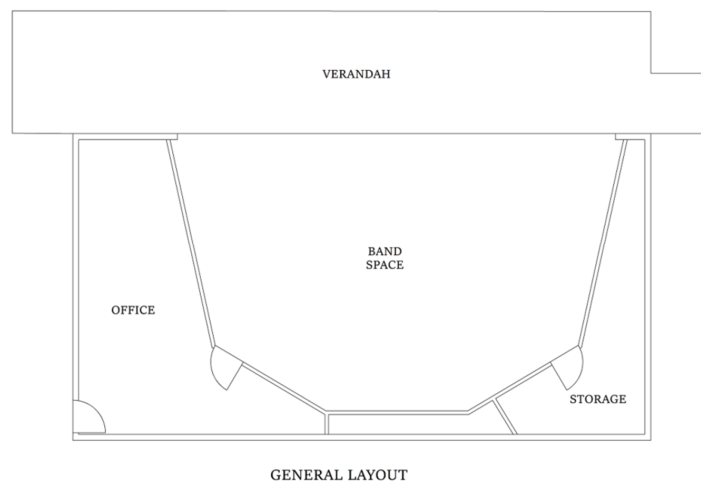 VERANDAH
BAND
SPACE
OFFICE
STORAGE
GENERAL LAYOUT